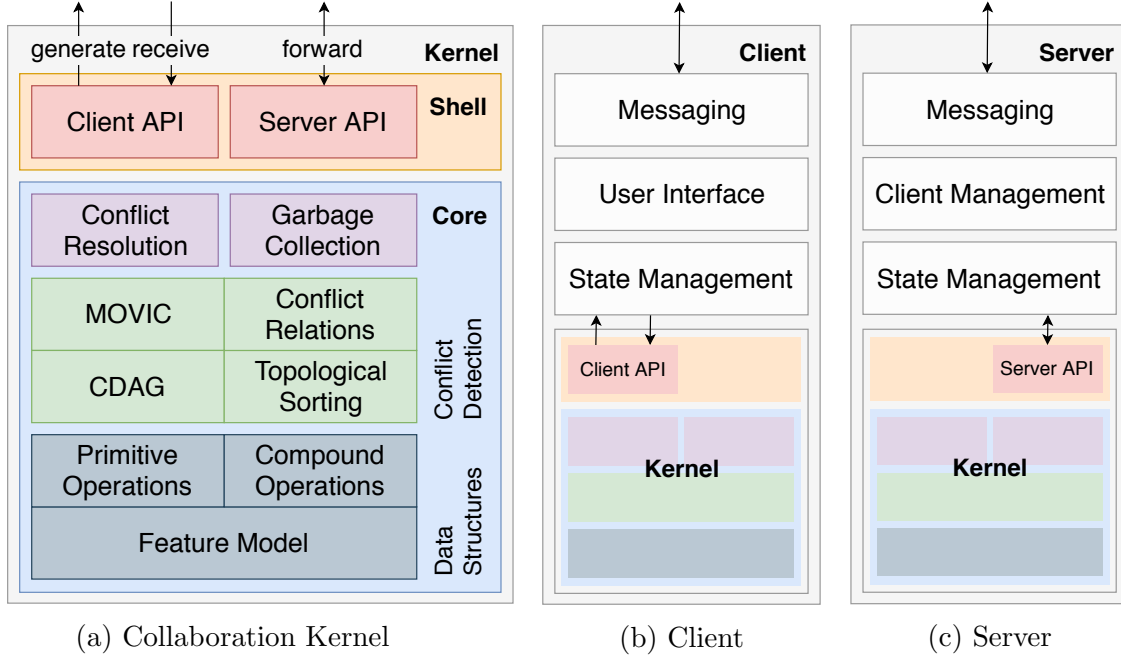 generate receive
forward
Kernel
Shell
Client API
Server API
Core
Conflict
Resolution
Garbage
Collection
MOVIC
Conflict
Relations
CDAG
Topological
Sorting
Conflict
Detection
Primitive
Operations
Compound
Operations
Feature Model
Data
Structures
(a) Collaboration Kernel
Client
Messaging
User Interface
State Management
Client API
Kernel
(b) Client
Server
Messaging
Client Management
State Management
Server API
Kernel
(c) Server